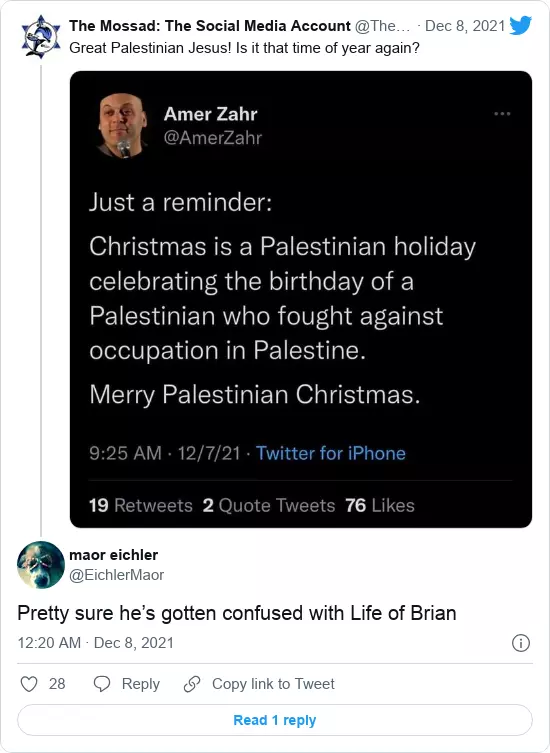 The Mossad: The Social Media Account @The... · Dec 8, 2021
Great Palestinian Jesus! Is it that time of year again?
Amer Zahr
@AmerZahr
Just a reminder:
Christmas is a Palestinian holiday
celebrating the birthday of a
Palestinian who fought against
occupation in Palestine.
Merry Palestinian Christmas.
9:25 AM · 12/7/21 · Twitter for iPhone
19 Retweets 2 Quote Tweets 76 Likes
maor eichler
@EichlerMaor
Pretty sure he’s gotten confused with Life of Brian
12:20 AM · Dec 8, 2021
28 Reply Copy link to Tweet
Read 1 reply